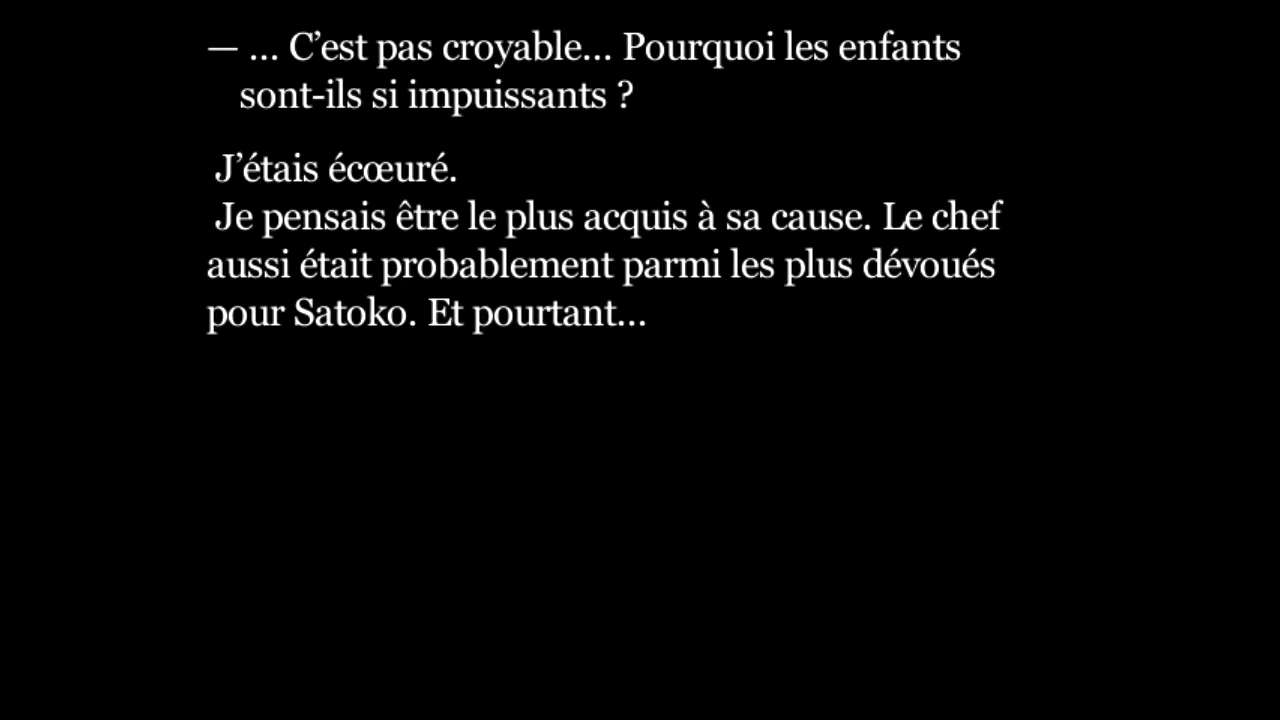 — … C’est pas croyable… Pourquoi les enfants
sont-ils si impuissants ?
J’étais écœuré.
Je pensais être le plus acquis à sa cause. Le chef
aussi était probablement parmi les plus dévoués
pour Satoko. Et pourtant…